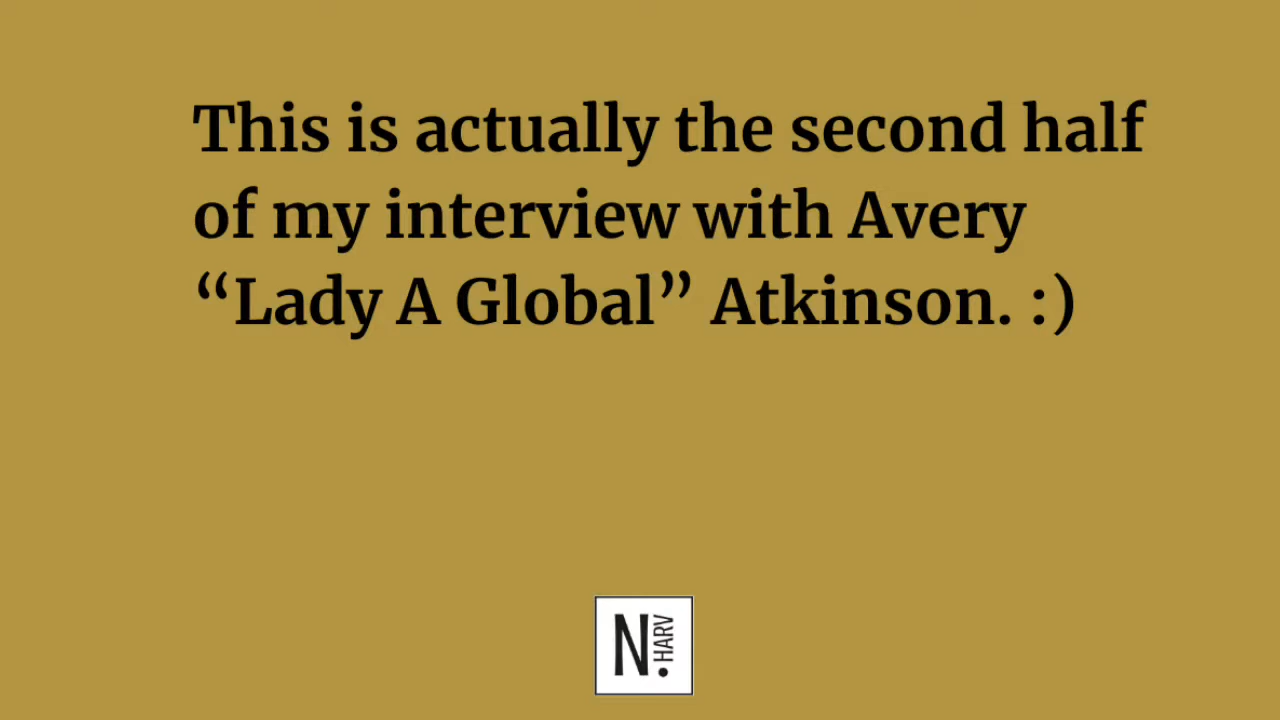 This is actually the second half
of my interview with Avery
“Lady A Global” Atkinson. :)
N.
HARV